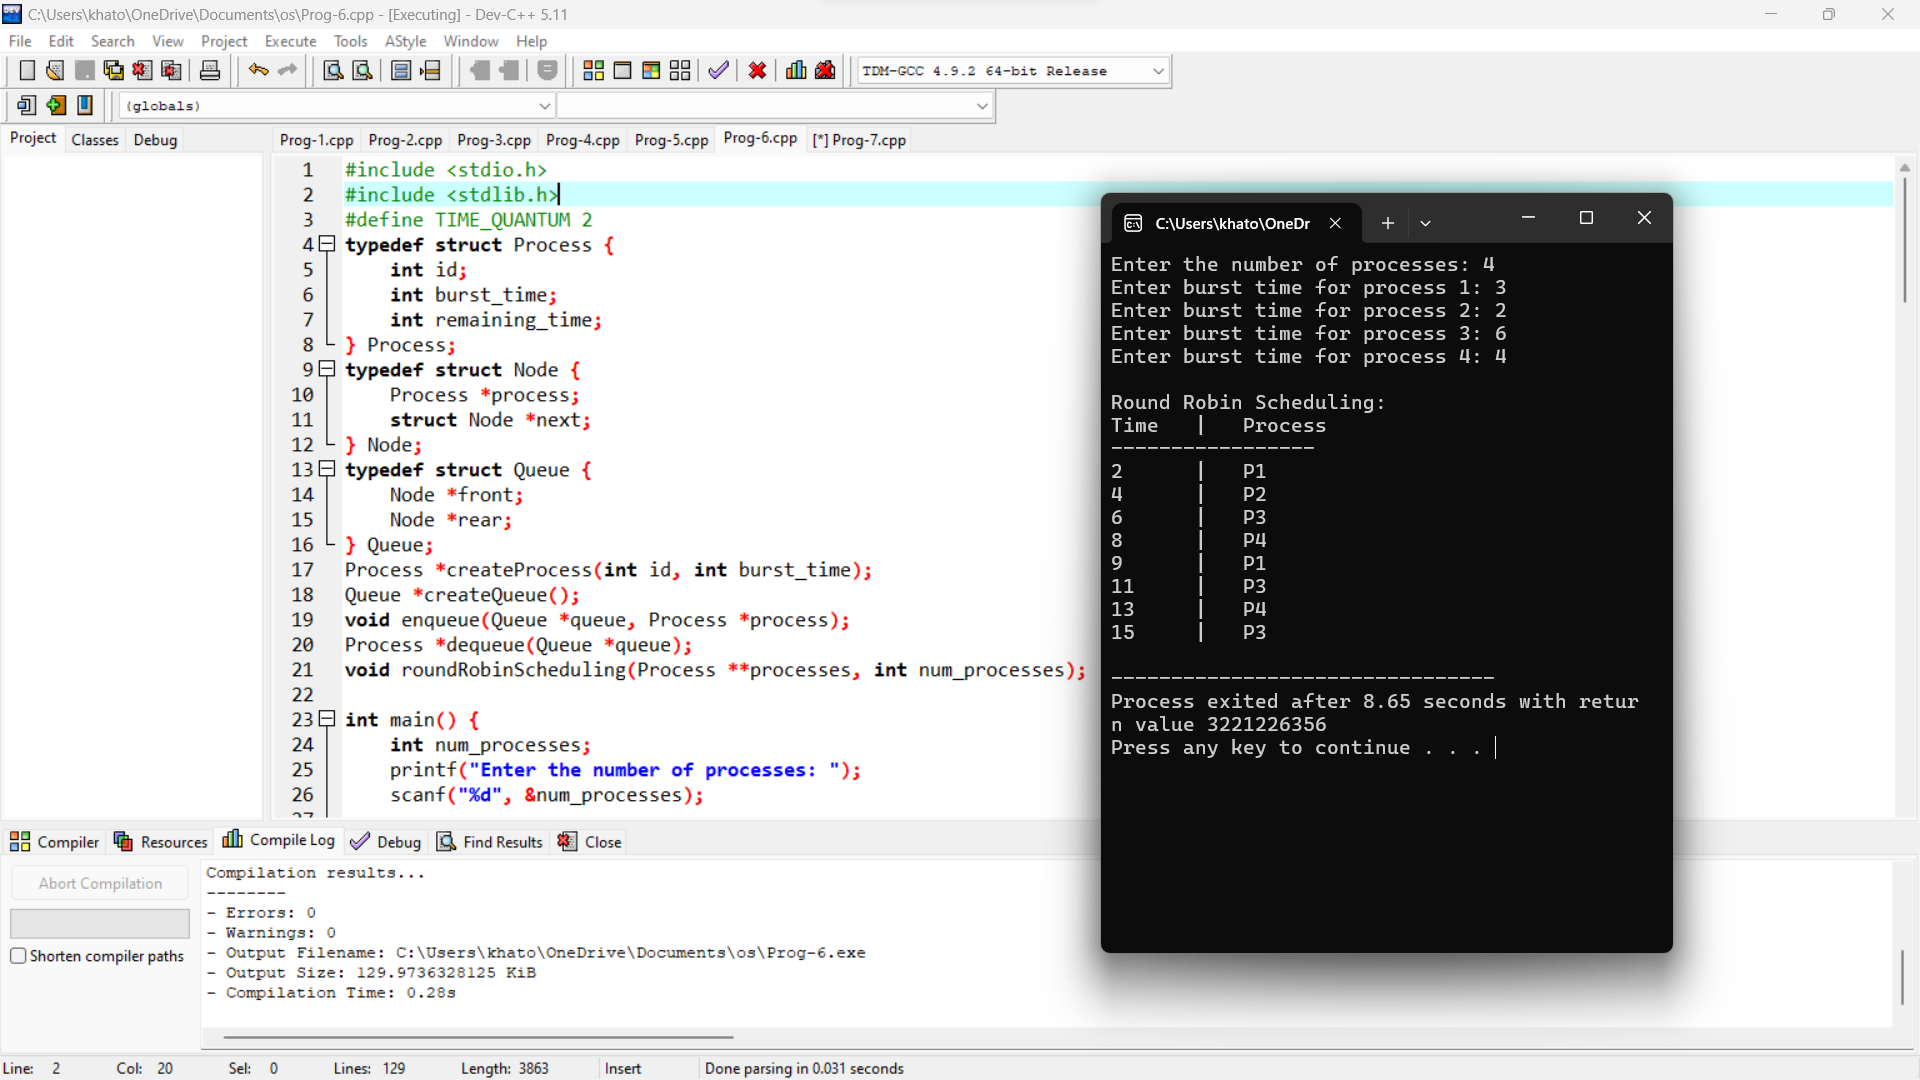 C:\Users\khato\OneDrive\Documents\os\Prog-6.cpp - [Executing] - Dev-C++ 5.11
File Edit Search View Project Execute Tools AStyle Window Help
TDM-GCC 4.9.2 64-bit Release
(globals)
Project Classes Debug
Prog-1.cpp Prog-2.cpp Prog-3.cpp Prog-4.cpp Prog-5.cpp Prog-6.cpp [*] Prog-7.cpp
1 #include <stdio.h>
2 #include <stdlib.h>
3 #define TIME_QUANTUM 2
4 typedef struct Process {
5 int id;
6 int burst_time;
7 int remaining_time;
8 } Process;
9 typedef struct Node {
10 Process *process;
11 struct Node *next;
12 } Node;
13 typedef struct Queue {
14 Node *front;
15 Node *rear;
16 } Queue;
17 Process *createProcess(int id, int burst_time);
18 Queue *createQueue();
19 void enqueue(Queue *queue, Process *process);
20 Process *dequeue(Queue *queue);
21 void roundRobinScheduling(Process **processes, int num_processes);
22
23 int main() {
24 int num_processes;
25 printf("Enter the number of processes: ");
26 scanf("%d", &num_processes);
27
C:\Users\khato\OneDr
Enter the number of processes: 4
Enter burst time for process 1: 3
Enter burst time for process 2: 2
Enter burst time for process 3: 6
Enter burst time for process 4: 4
Round Robin Scheduling:
Time | Process
-----------------
2 | P1
4 | P2
6 | P3
8 | P4
9 | P1
11 | P3
13 | P4
15 | P3
--------------------------------
Process exited after 8.65 seconds with retur
n value 3221226356
Press any key to continue . . .
Compiler Resources Compile Log Debug Find Results Close
Abort Compilation
Shorten compiler paths
Compilation results...
--------
- Errors: 0
- Warnings: 0
- Output Filename: C:\Users\khato\OneDrive\Documents\os\Prog-6.exe
- Output Size: 129.9736328125 KiB
- Compilation Time: 0.28s
Line: 2 Col: 20 Sel: 0 Lines: 129 Length: 3863 Insert Done parsing in 0.031 seconds